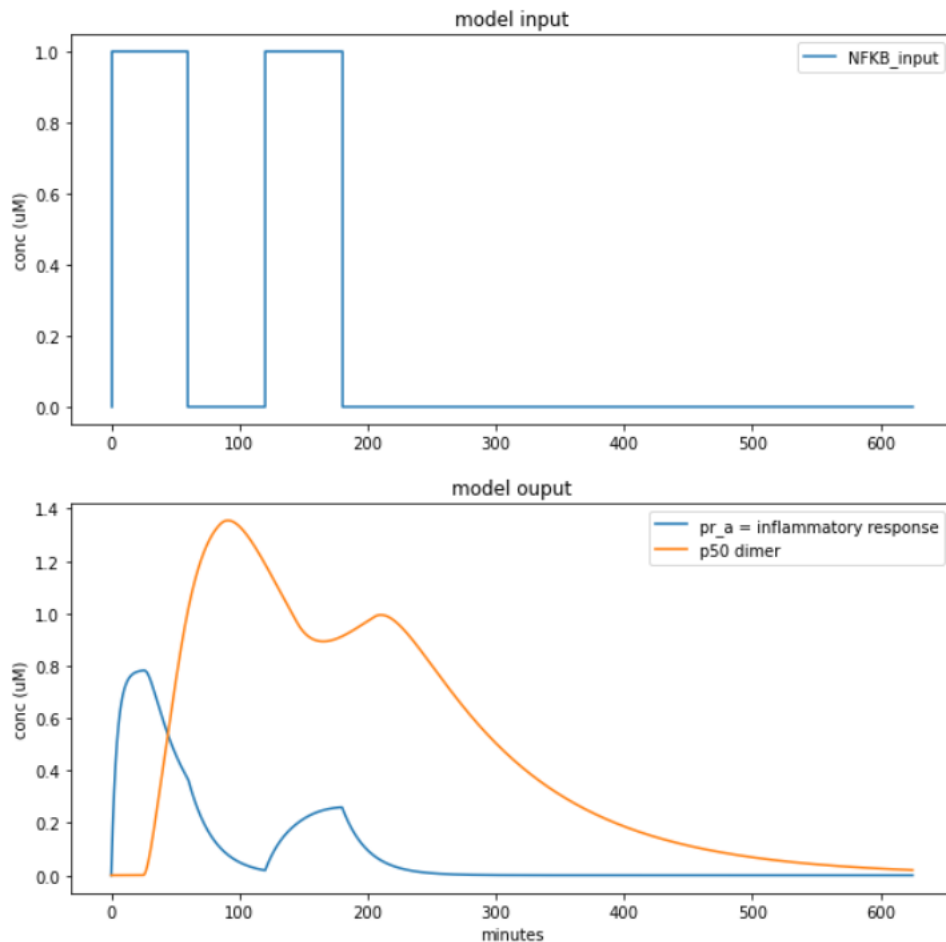 model input
NFKB_input
1.0
0.8
0.6
0.4
0.2
0.0
conc (uM)
0 100 200 300 400 500 600
model ouput
pr_a = inflammatory response
p50 dimer
1.4
1.2
1.0
0.8
0.6
0.4
0.2
0.0
conc (uM)
0 100 200 300 400 500 600
minutes